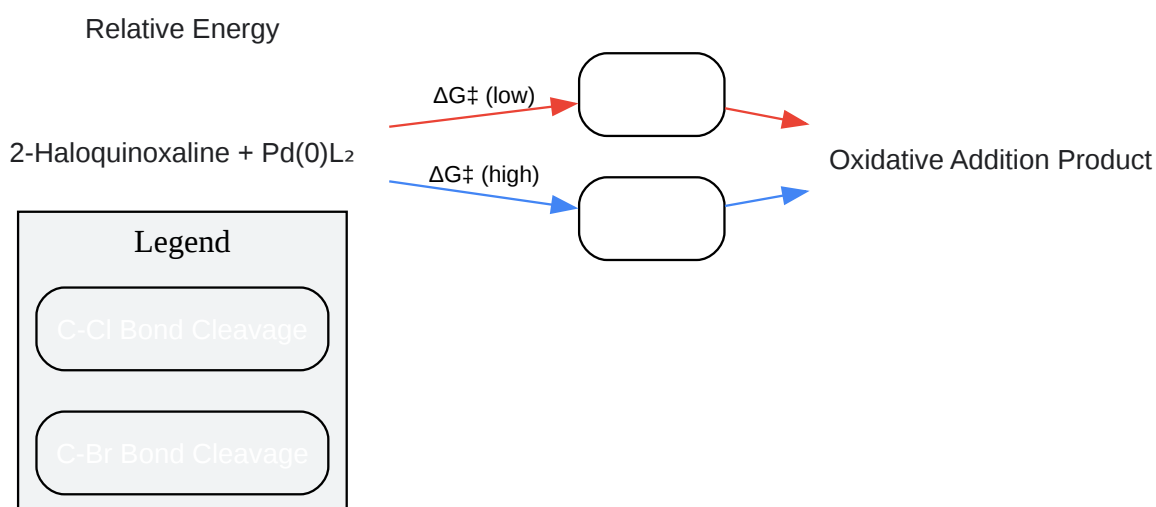 Relative Energy
ΔG‡ (low)
2-Haloquinoxaline + Pd(0)L₂
ΔG‡ (high)
Oxidative Addition Product
Legend
C-Cl Bond Cleavage
C-Br Bond Cleavage